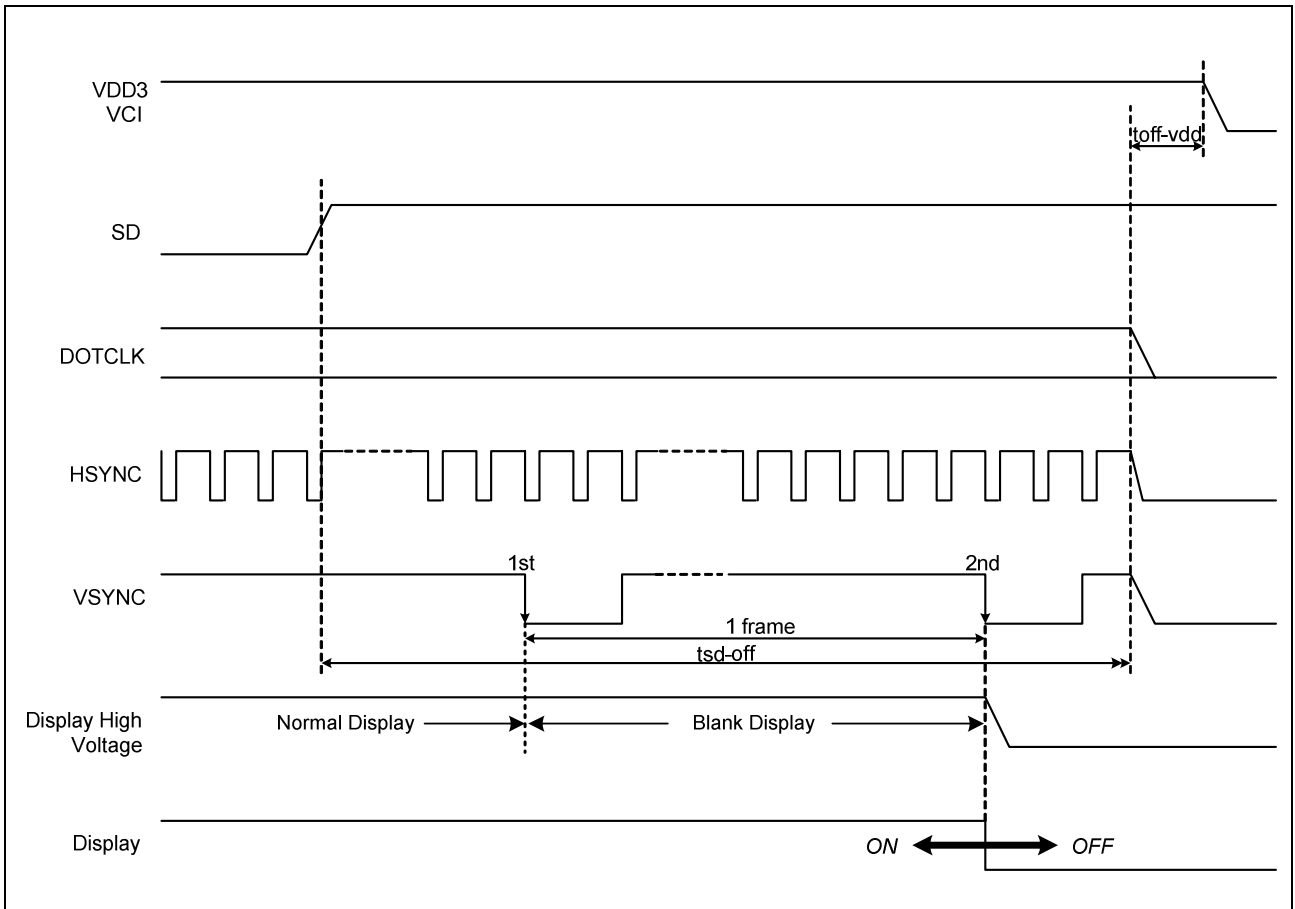 VDD3
VCI
toff-vdd
SD
DOTCLK
HSYNC
1st
2nd
VSYNC
1 frame
tsd-off
Display High
Voltage
Normal Display
Blank Display
Display
ON
OFF